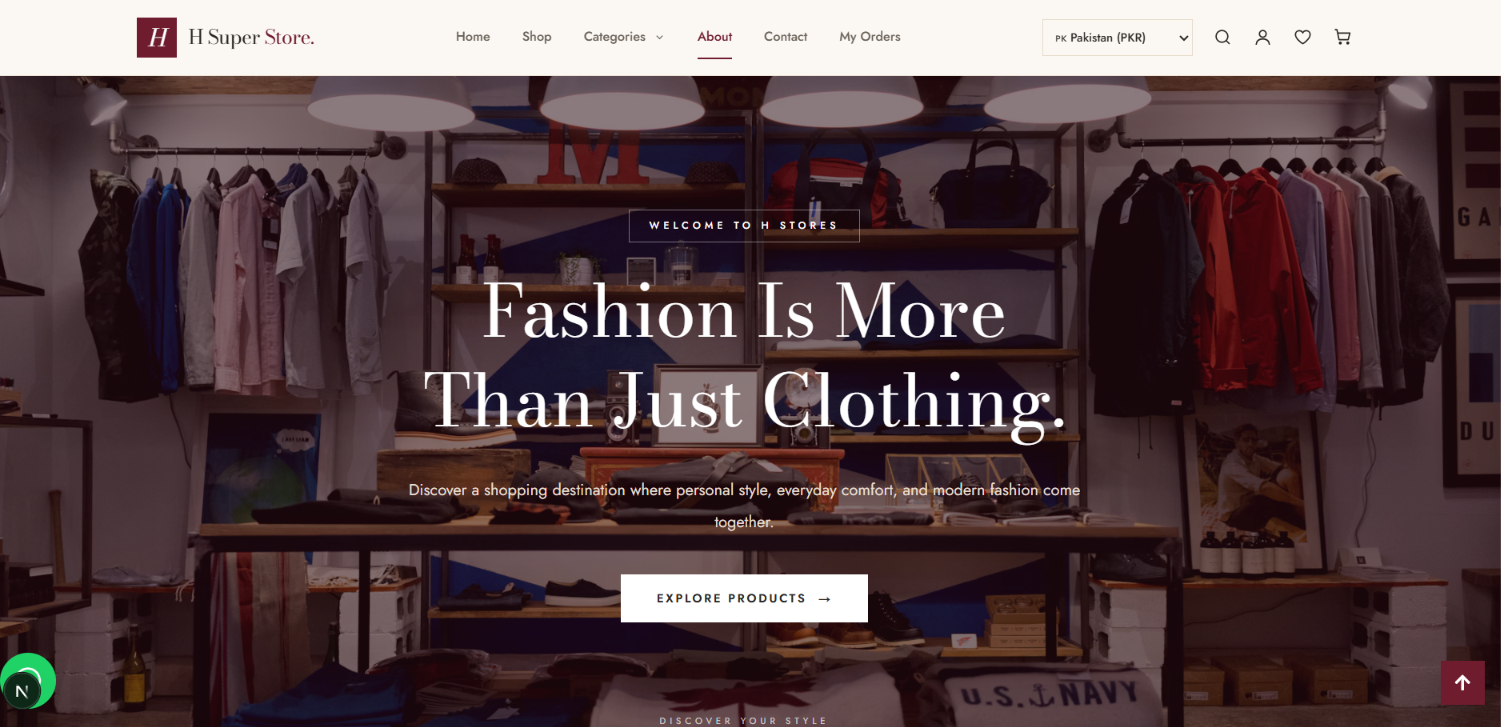 H H Super Store.
Home Shop Categories About Contact My Orders
PK Pakistan (PKR)
MON
M
GA
WELCOME TO H STORES
Fashion Is More
Than Just Clothing.
DU
Discover a shopping destination where personal style, everyday comfort, and modern fashion come
together.
EXPLORE PRODUCTS →
N
U.S. NAVY
DISCOVER YOUR STYLE